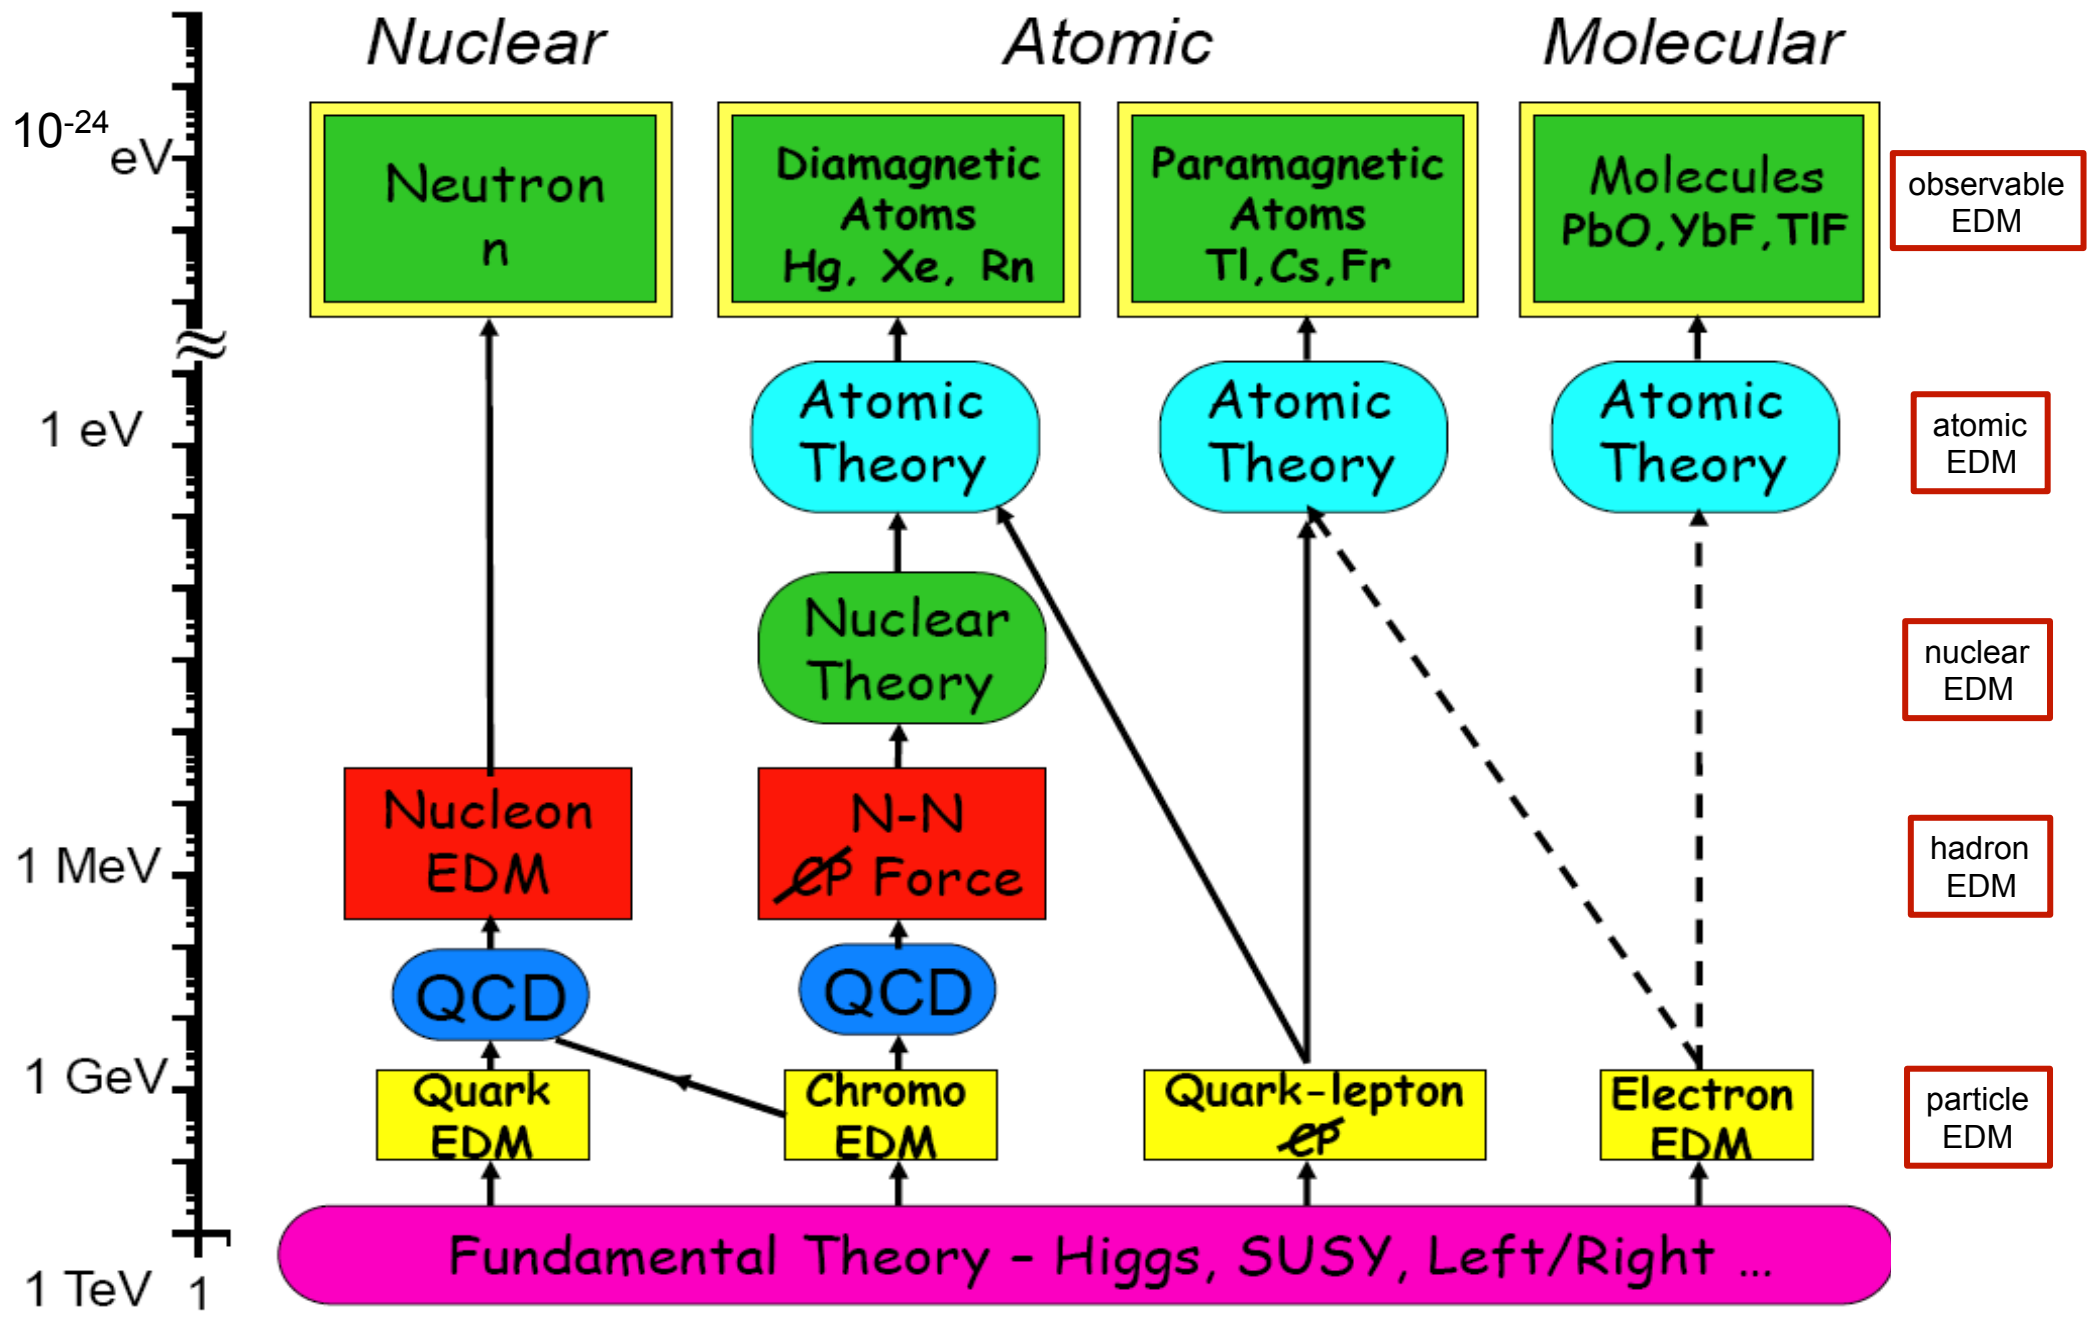 Nuclear
Atomic
Molecular
10-24
eV
Neutron
n
Diamagnetic
Atoms
Hg, Xe, Rn
Paramagnetic
Atoms
Tl,Cs,Fr
Molecules
PbO,YbF,TlF
observable
EDM
1 eV
Atomic
Theory
Atomic
Theory
Atomic
Theory
atomic
EDM
Nuclear
Theory
nuclear
EDM
1 MeV
Nucleon
EDM
N-N
CP Force
hadron
EDM
QCD
QCD
1 GeV
Quark
EDM
Chromo
EDM
Quark-lepton
CP
Electron
EDM
particle
EDM
Fundamental Theory – Higgs, SUSY, Left/Right ...
1 TeV
1